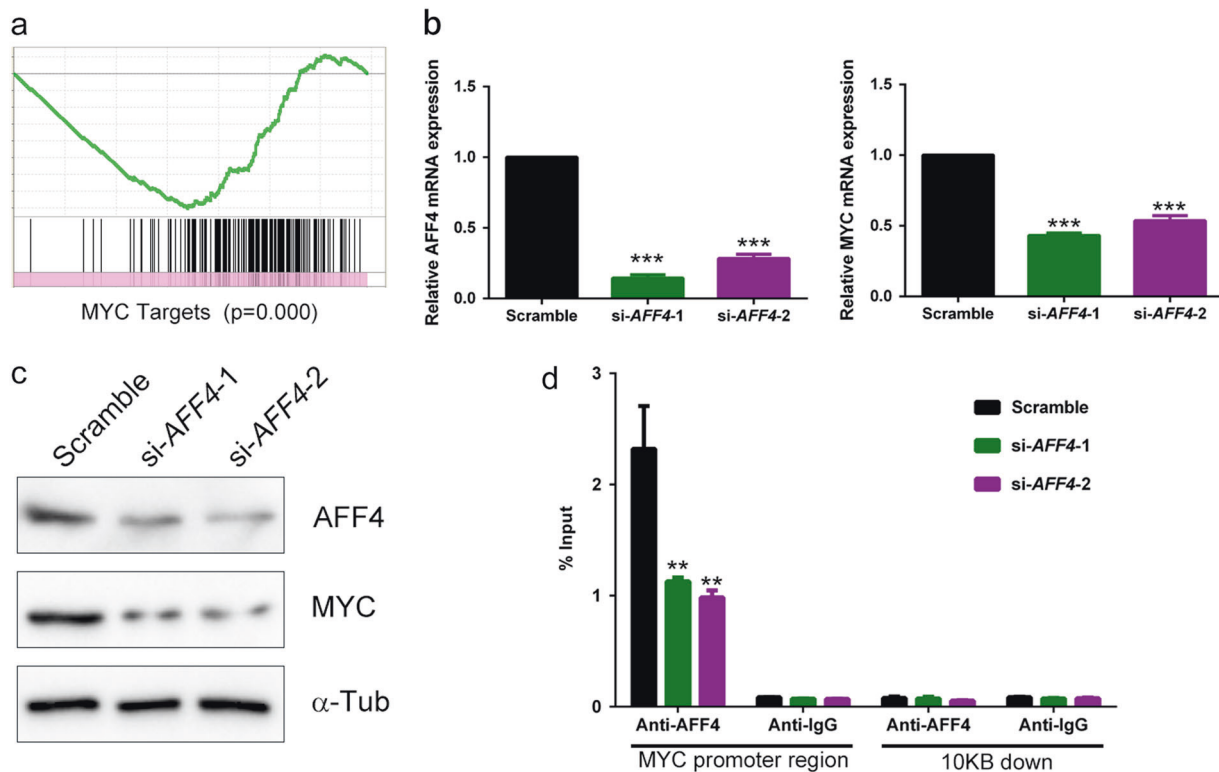 a
MYC Targets (p=0.000)
b
Relative AFF4 mRNA expression
1.5
1.0
0.5
0.0
Scramble si-AFF4-1 si-AFF4-2
***
***
Relative MYC mRNA expression
1.5
1.0
0.5
0.0
Scramble si-AFF4-1 si-AFF4-2
***
***
c
Scramble si-AFF4-1 si-AFF4-2
AFF4
MYC
α-Tub
d
% Input
3
2
1
0
**
**
Scramble
si-AFF4-1
si-AFF4-2
Anti-AFF4 Anti-IgG Anti-AFF4 Anti-IgG
MYC promoter region 10KB down